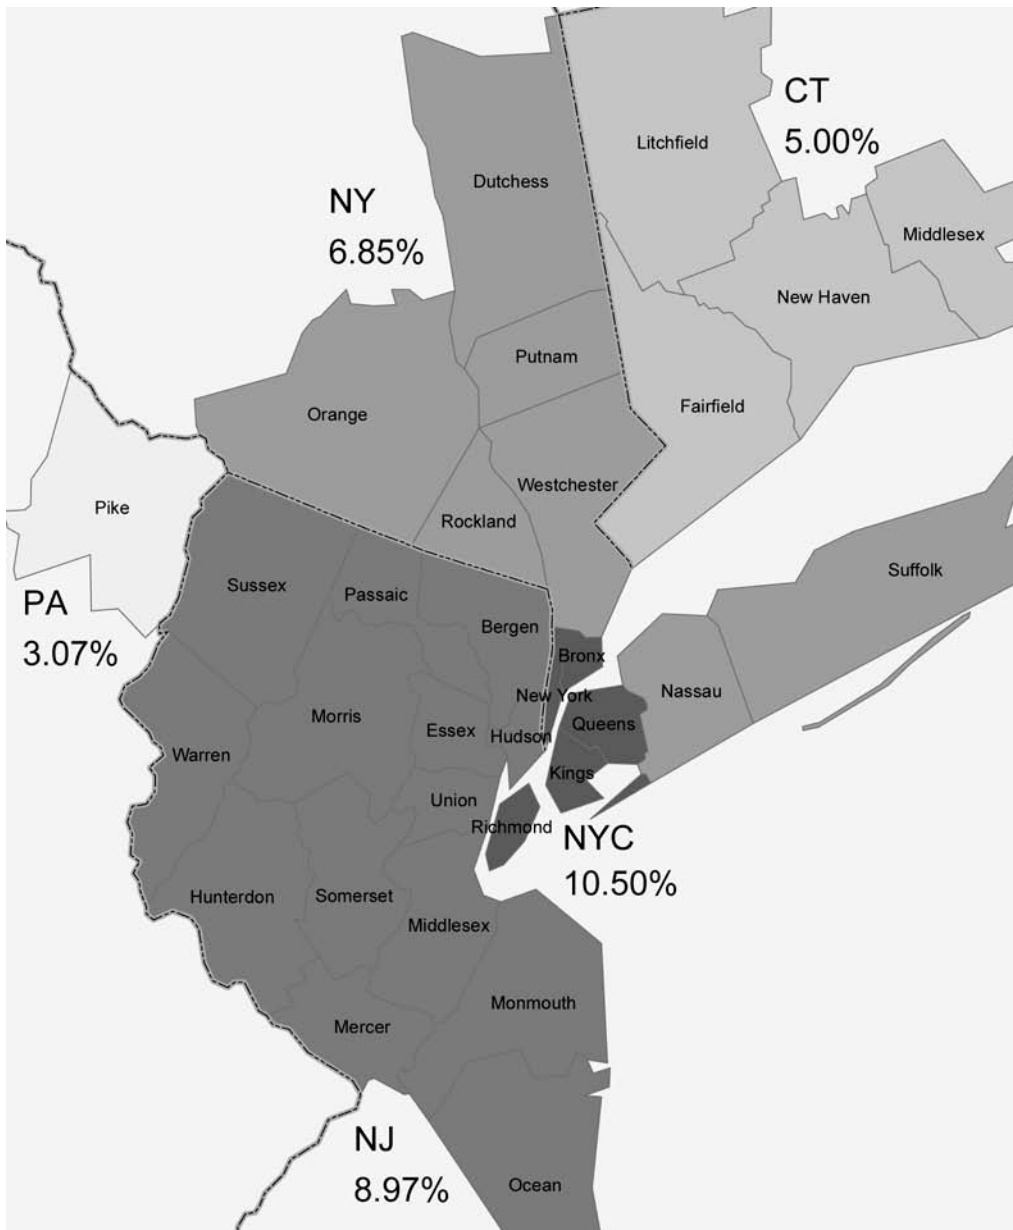 CT
5.00%
Litchfield
Dutchess
NY
6.85%
Middlesex
New Haven
Putnam
Orange
Fairfield
Westchester
Pike
Rockland
Suffolk
Sussex
Passaic
PA
3.07%
Bergen
Bronx
Nassau
New York
Morris
Essex
Hudson
Queens
Warren
Kings
Union
Richmond
NYC
10.50%
Hunterdon
Somerset
Middlesex
Monmouth
Mercer
NJ
8.97%
Ocean